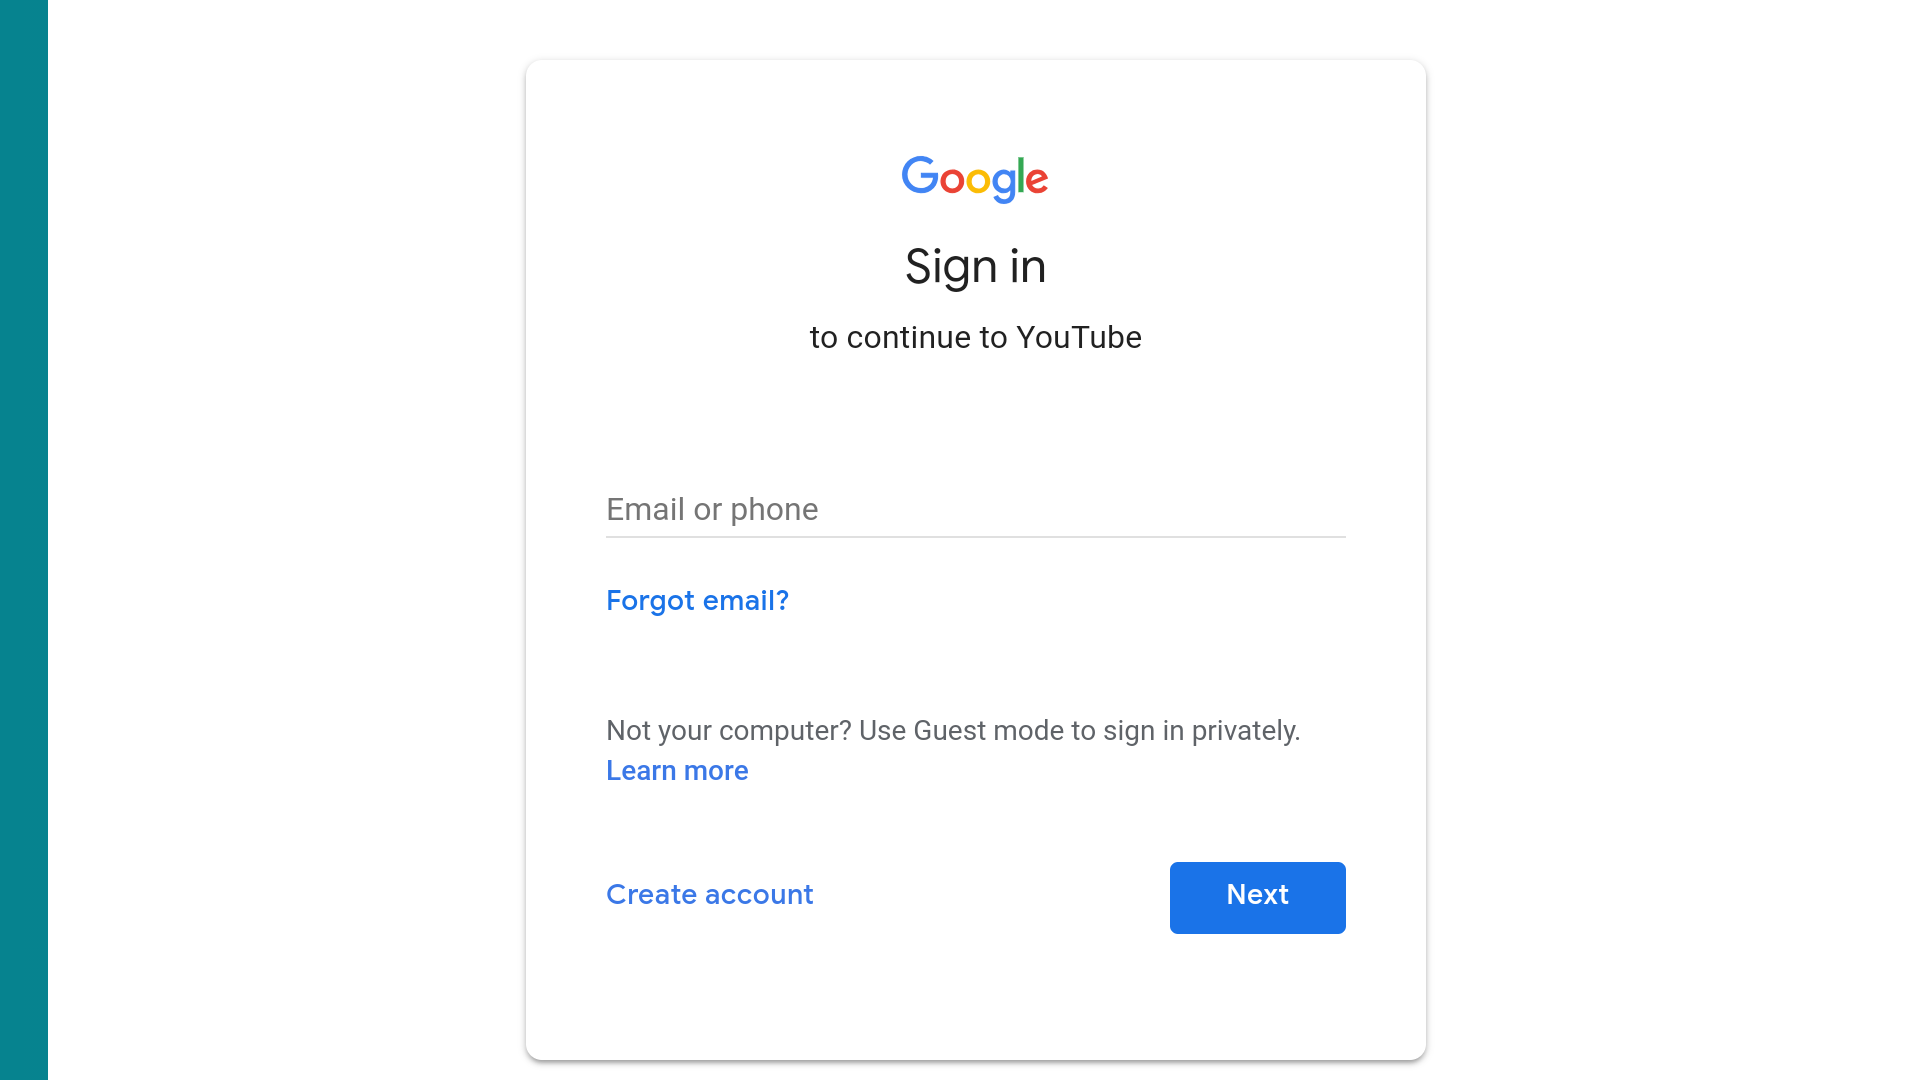 Google
Sign in
to continue to YouTube
Email or phone
Forgot email?
Not your computer? Use Guest mode to sign in privately.
Learn more
Create account
Next